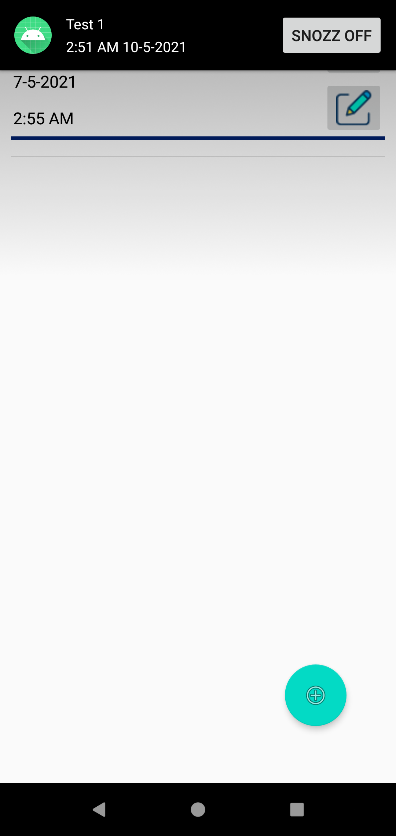 Test 1
2:51 AM 10-5-2021
SNOZZ OFF
7-5-2021
2:55 AM